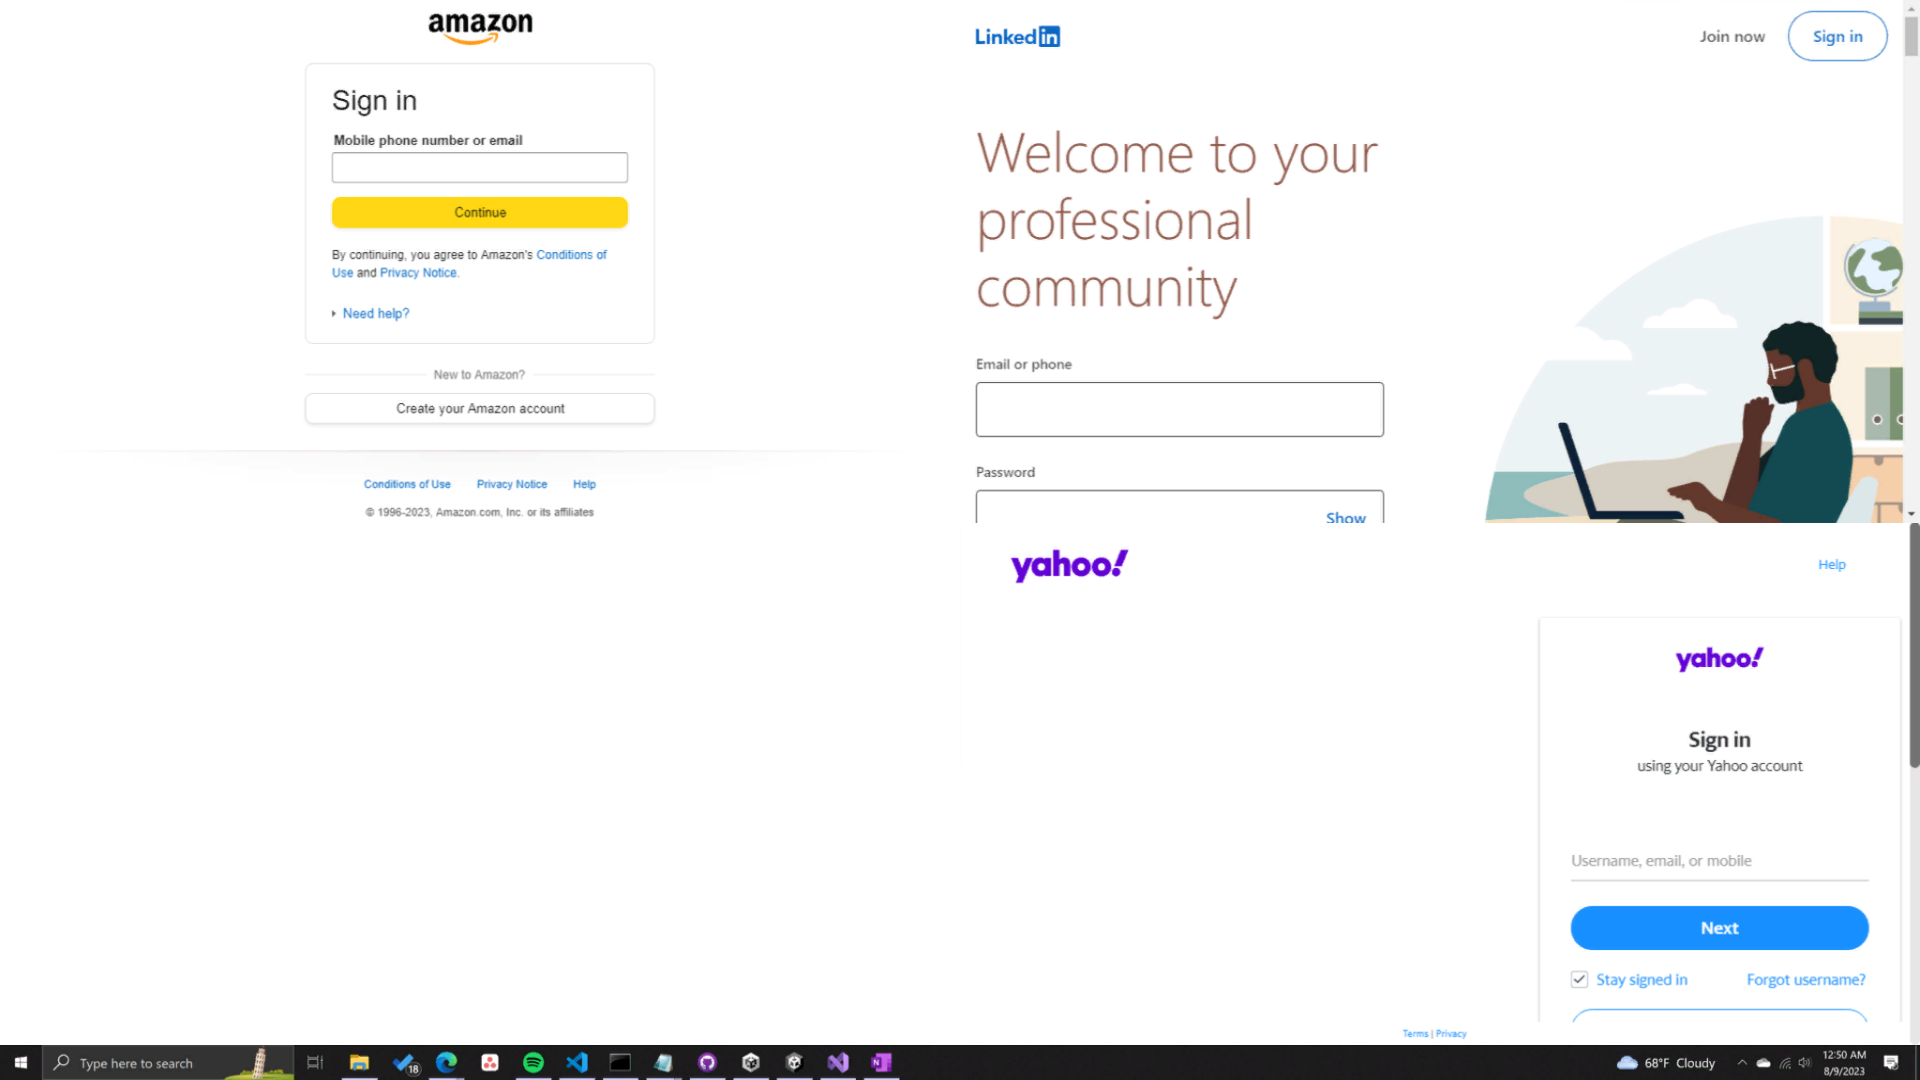 amazon
Sign in
Mobile phone number or email
Continue
By continuing, you agree to Amazon's Conditions of
Use and Privacy Notice.
Need help?
New to Amazon?
Create your Amazon account
Conditions of Use Privacy Notice Help
© 1996-2023, Amazon.com, Inc. or its affiliates
Linked in
Join now Sign in
Welcome to your
professional
community
Email or phone
Password
Show
yahoo!
Help
yahoo!
Sign in
using your Yahoo account
Username, email, or mobile
Next
Stay signed in Forgot username?
Terms | Privacy
Type here to search
18
N
68°F Cloudy
12:50 AM
8/9/2023